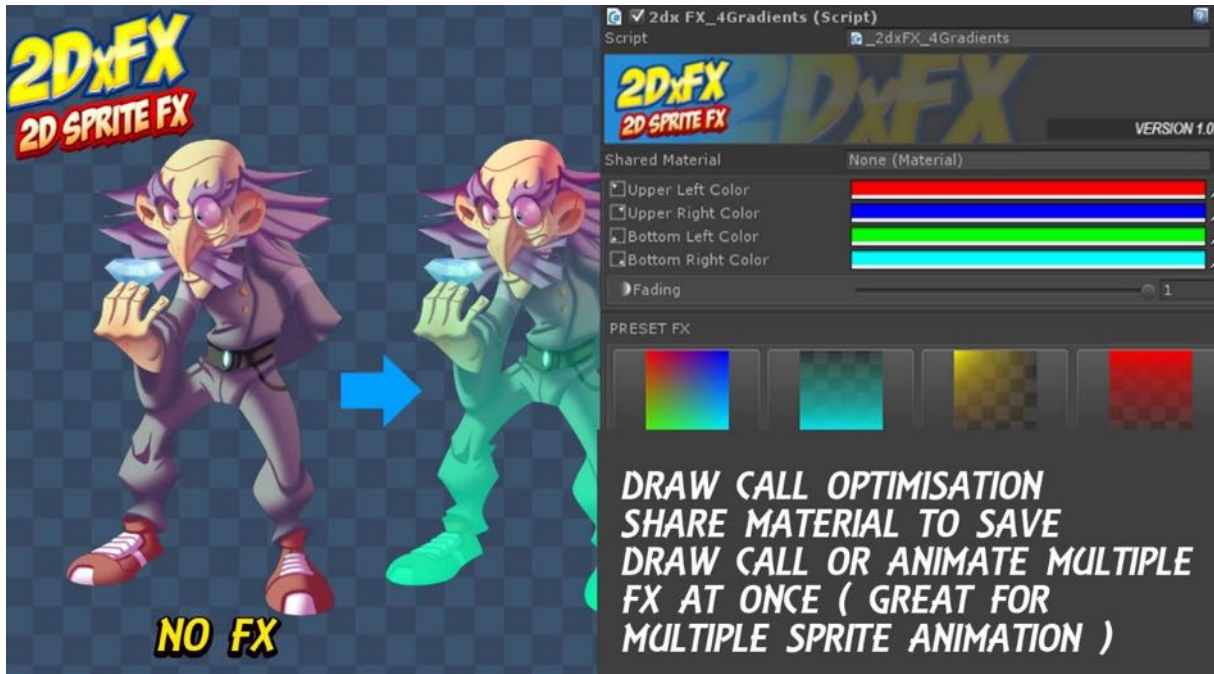 2DxFX
2D SPRITE FX
NO FX
2dx FX_4Gradients (Script)
Script
_2dxFX_4Gradients
2DxFX
2DxFX
2D SPRITE FX
VERSION 1.0
Shared Material
None (Material)
Upper Left Color
Upper Right Color
Bottom Left Color
Bottom Right Color
Fading
1
PRESET FX
DRAW CALL OPTIMISATION
SHARE MATERIAL TO SAVE
DRAW CALL OR ANIMATE MULTIPLE
FX AT ONCE ( GREAT FOR
MULTIPLE SPRITE ANIMATION )